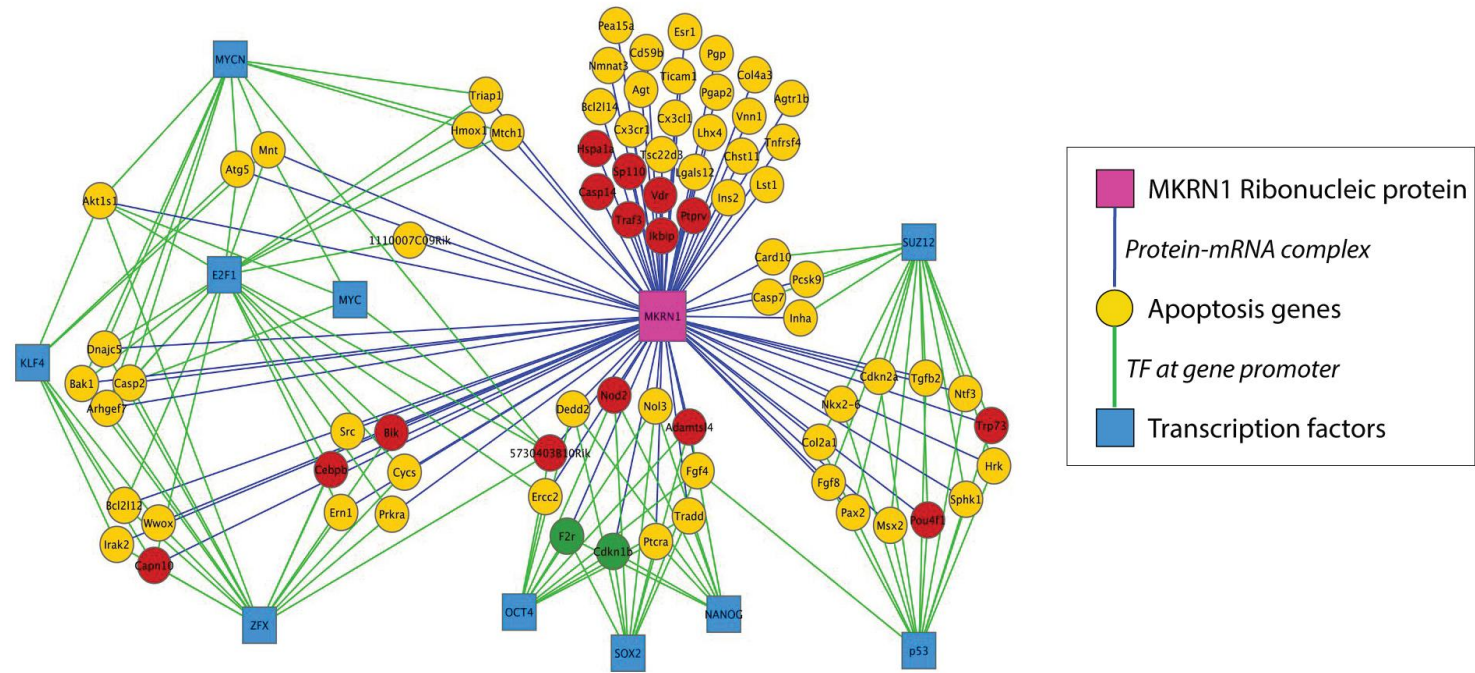 Pea15a
Esr1
Cd59b
Pgp
MYCN
Nmnat3
Ticam1
Col4a3
Agt
Pgap2
Triap1
Agtr1b
Bcl2l14
Cx3cr1
Cx3cl1
Vnn1
Hmox1
Mtch1
Lhx4
Tnfrsf4
Mnt
Hspa1a
Tsc22d3
Chst11
Atg5
Sp110
Lgals12
Lst1
Akt1s1
Casp14
Vdr
Ins2
Traf3
Ptprv
Ikbip
1110007C09Rik
SUZ12
Card10
E2F1
Pcsk9
MYC
Casp7
MKRN1
Inha
Dnajc5
KLF4
Bak1
Casp2
Cdkn2a
Tgfb2
Ntf3
Arhgef7
Dedd2
Nod2
Nol3
Nkx2-6
Src
Bik
Adamtsl4
Trp73
Col2a1
5730403B10Rik
Cebpb
Cycs
Fgf4
Hrk
Fgf8
Bcl2l12
Ercc2
Sphk1
Wwox
Ern1
Prkra
Tradd
Pax2
Msx2
Pou4f1
Irak2
F2r
Cdkn1b
Ptcra
Capn10
ZFX
OCT4
NANOG
SOX2
p53
MKRN1 Ribonucleic protein
Protein-mRNA complex
Apoptosis genes
TF at gene promoter
Transcription factors